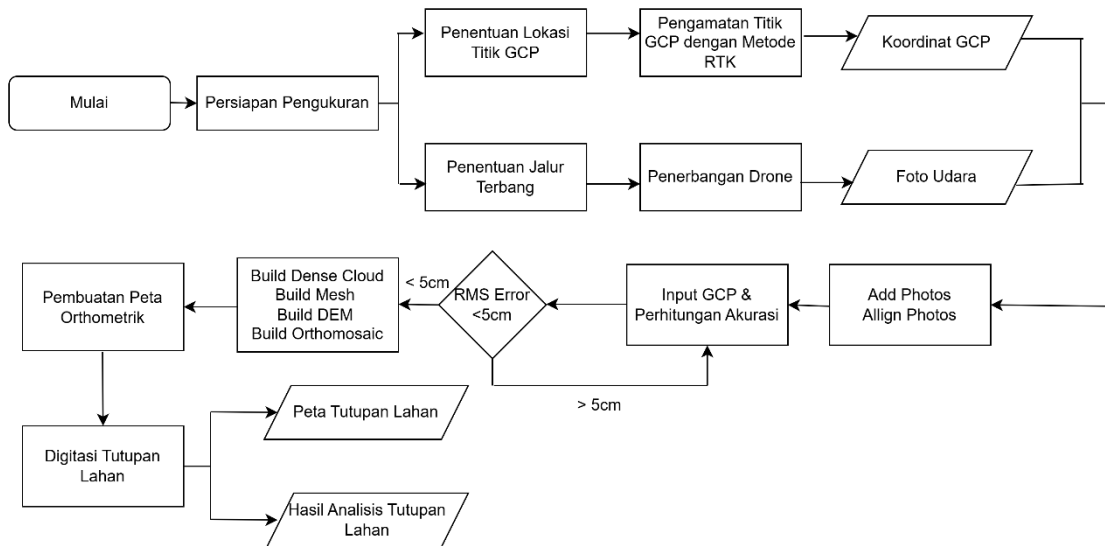 Mulai
Persiapan Pengukuran
Penentuan Lokasi
Titik GCP
Pengamatan Titik
GCP dengan Metode
RTK
Koordinat GCP
Penentuan Jalur
Terbang
Penerbangan Drone
Foto Udara
Add Photos
Allign Photos
Input GCP &
Perhitungan Akurasi
RMS Error
<5cm
> 5cm
< 5cm
Build Dense Cloud
Build Mesh
Build DEM
Build Orthomosaic
Pembuatan Peta
Orthometrik
Digitasi Tutupan
Lahan
Peta Tutupan Lahan
Hasil Analisis Tutupan
Lahan